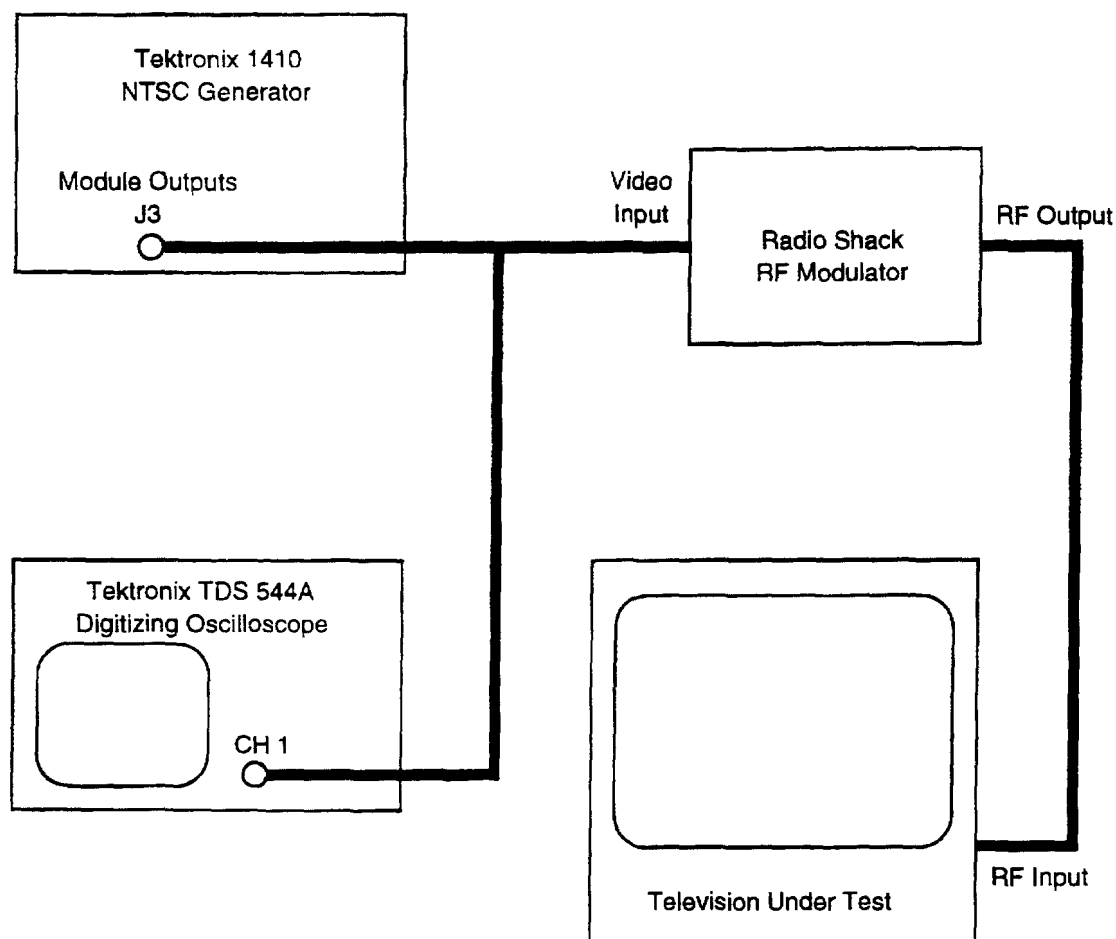 Tektronix 1410
NTSC Generator
Module Outputs
J3
Video
Input
Radio Shack
RF Modulator
RF Output
Tektronix TDS 544A
Digitizing Oscilloscope
CH 1
RF Input
Television Under Test